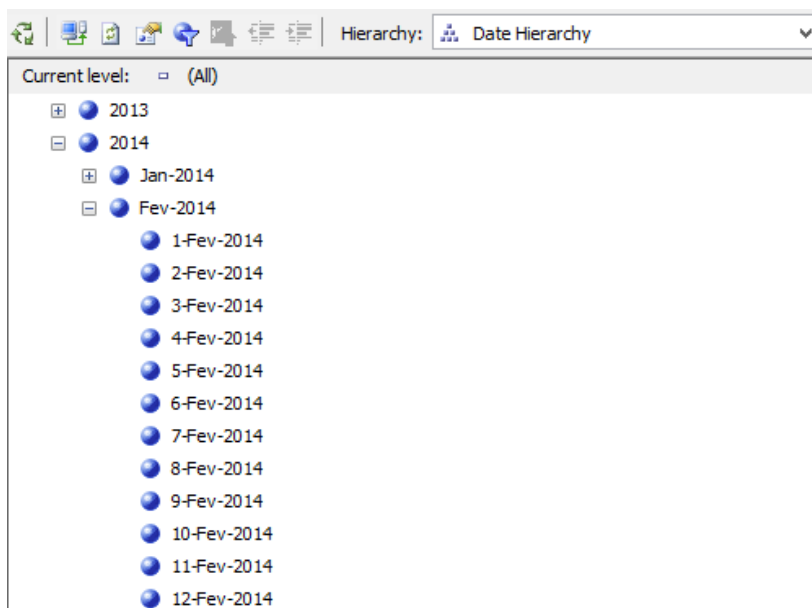 Hierarchy: Date Hierarchy
Current level: (All)
2013
2014
Jan-2014
Fev-2014
1-Fev-2014
2-Fev-2014
3-Fev-2014
4-Fev-2014
5-Fev-2014
6-Fev-2014
7-Fev-2014
8-Fev-2014
9-Fev-2014
10-Fev-2014
11-Fev-2014
12-Fev-2014